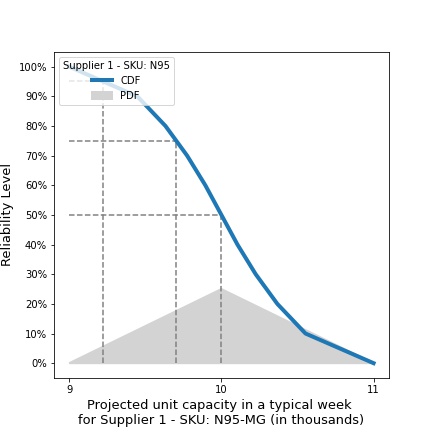 Supplier 1 - SKU: N95
CDF
PDF
100%
90%
80%
70%
60%
50%
40%
30%
20%
10%
0%
Reliability Level
9
10
11
Projected unit capacity in a typical week
for Supplier 1 - SKU: N95-MG (in thousands)